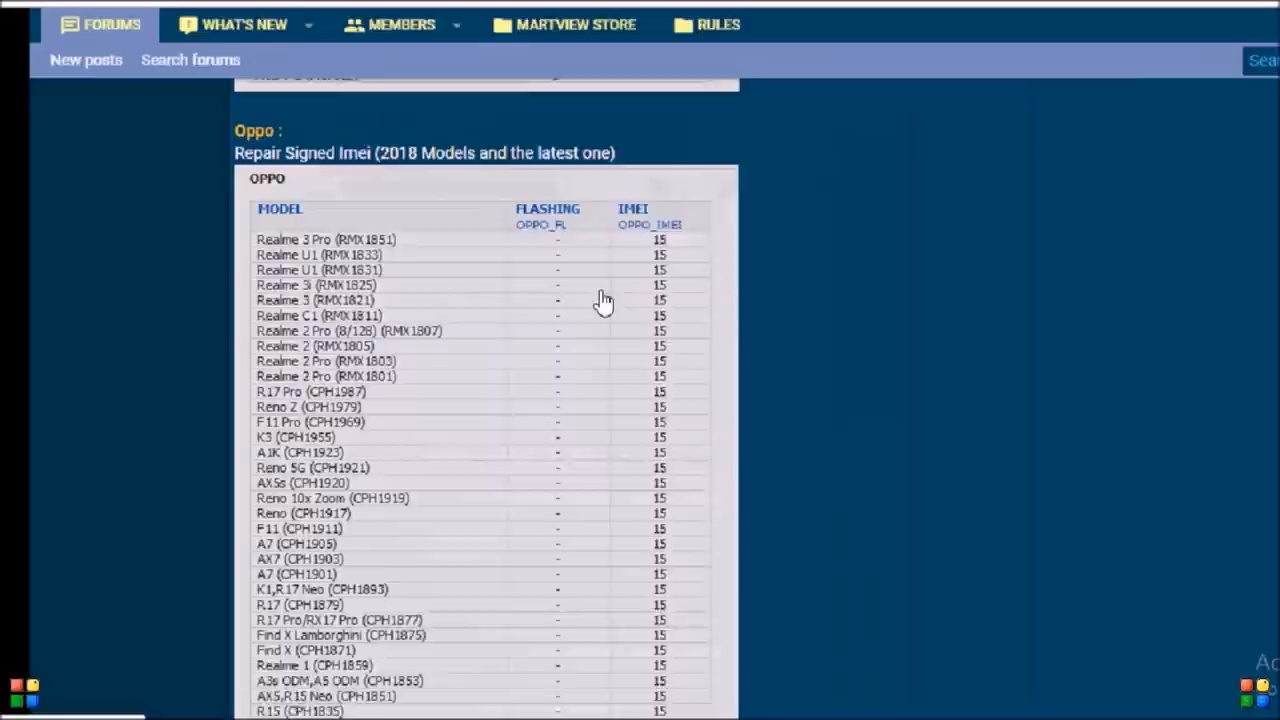 FORUMS WHAT'S NEW MEMBERS MARTVIEW STORE RULES
New posts Search forums
Oppo :
Repair Signed Imei (2018 Models and the latest one)
OPPO
MODEL FLASHING IMEI
OPPO_FL OPPO_IMEI
Realme 3 Pro (RMX1851) - 15
Realme U1 (RMX1833) - 15
Realme U1 (RMX1831) - 15
Realme 3i (RMX1825) - 15
Realme 3 (RMX1821) - 15
Realme C1 (RMX1811) - 15
Realme 2 Pro (8/128) (RMX1807) - 15
Realme 2 (RMX1805) - 15
Realme 2 Pro (RMX1803) - 15
Realme 2 Pro (RMX1801) - 15
R17 Pro (CPH1987) - 15
Reno Z (CPH1979) - 15
F11 Pro (CPH1969) - 15
K3 (CPH1955) - 15
A1K (CPH1923) - 15
Reno 5G (CPH1921) - 15
AX5s (CPH1920) - 15
Reno 10x Zoom (CPH1919) - 15
Reno (CPH1917) - 15
F11 (CPH1911) - 15
A7 (CPH1905) - 15
AX7 (CPH1903) - 15
A7 (CPH1901) - 15
K1,R17 Neo (CPH1893) - 15
R17 (CPH1879) - 15
R17 Pro/RX17 Pro (CPH1877) - 15
Find X Lamborghini (CPH1875) - 15
Find X (CPH1871) - 15
Realme 1 (CPH1859) - 15
A3s ODM,A5 ODM (CPH1853) - 15
AX5,R15 Neo (CPH1851) - 15
R15 (CPH1835) - 15